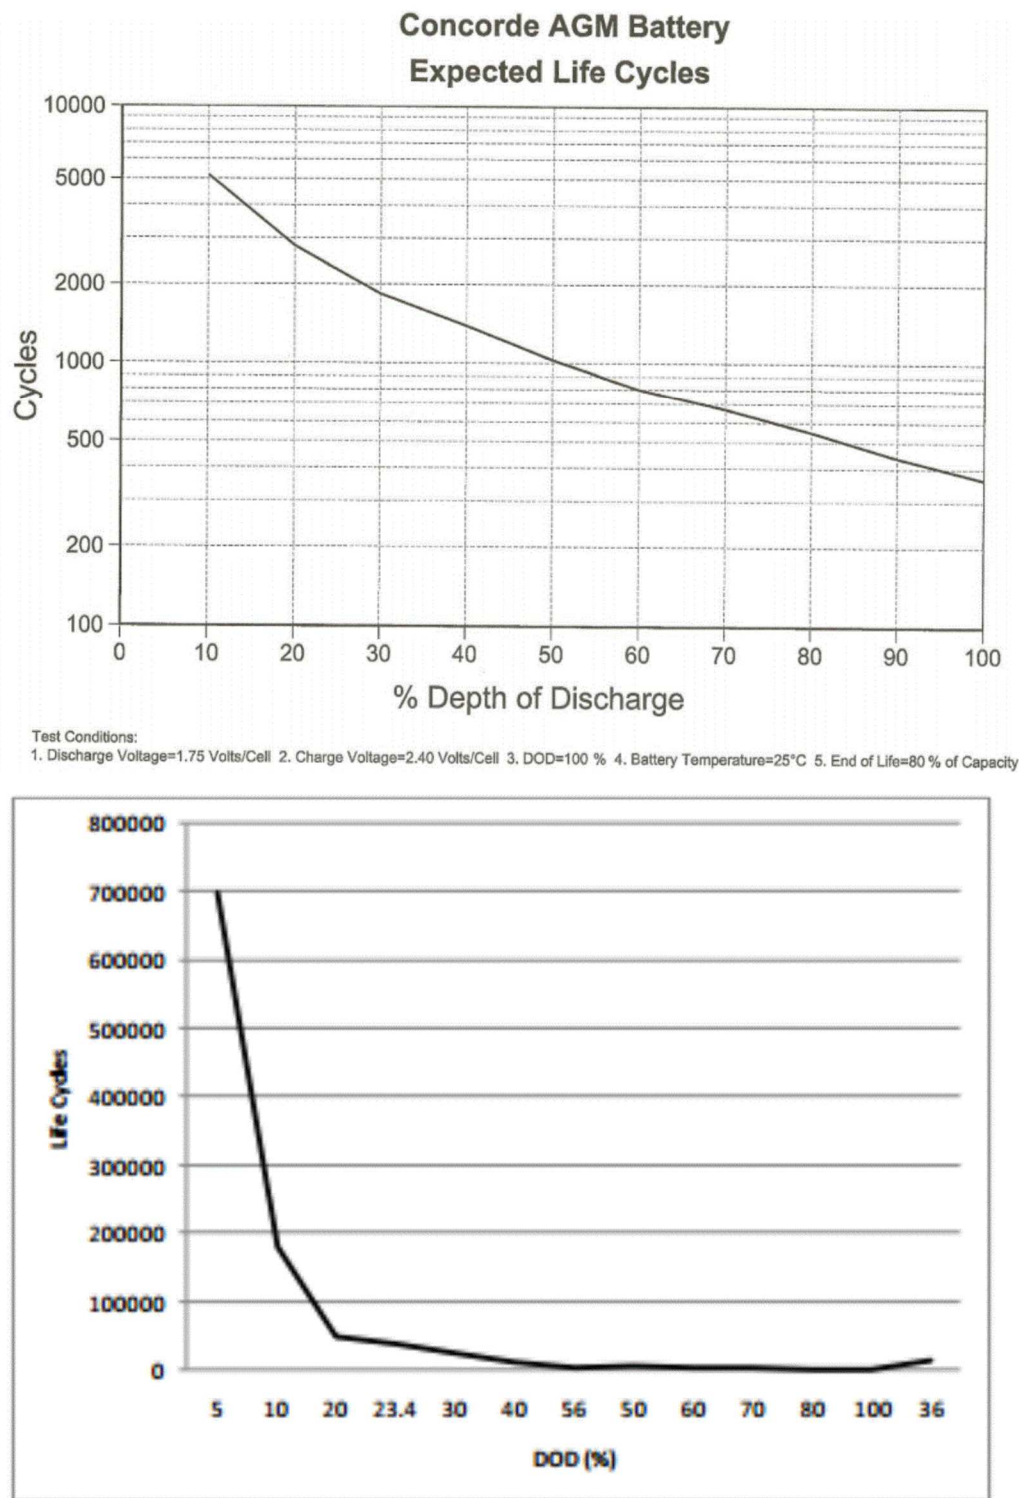 Concorde AGM Battery
Expected Life Cycles
10000
5000
2000
1000
500
200
100
Cycles
0 10 20 30 40 50 60 70 80 90 100
% Depth of Discharge
Test Conditions:
1. Discharge Voltage=1.75 Volts/Cell 2. Charge Voltage=2.40 Volts/Cell 3. DOD=100 % 4. Battery Temperature=25°C 5. End of Life=80 % of Capacity
800000
700000
600000
500000
400000
300000
200000
100000
0
Life Cycles
5 10 20 23.4 30 40 56 50 60 70 80 100 36
DOD (%)